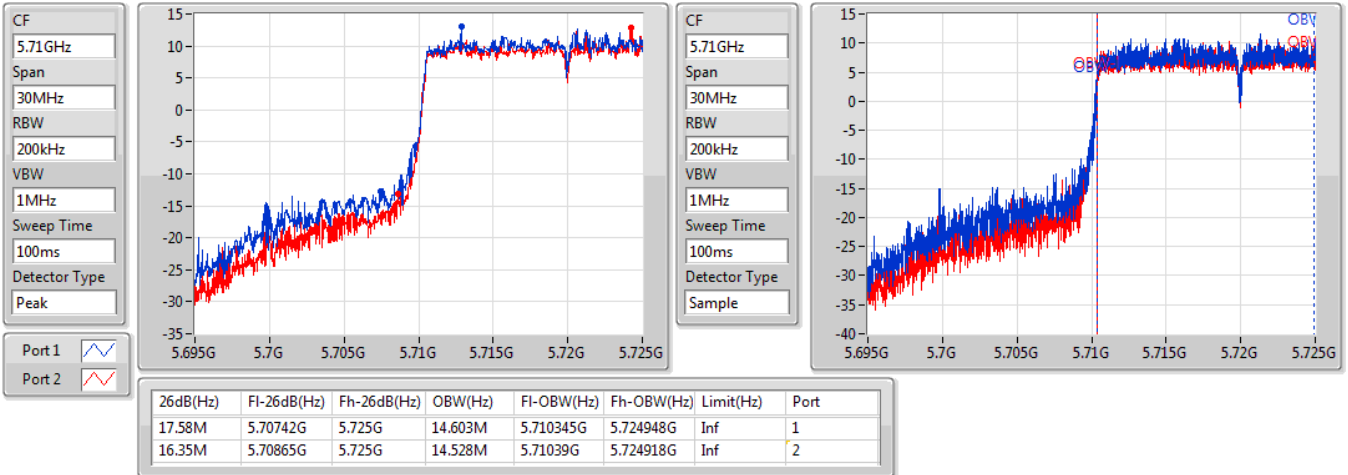 CF
5.71GHz
Span
30MHz
RBW
200kHz
VBW
1MHz
Sweep Time
100ms
Detector Type
Peak
Port 1
Port 2
15
10
5
0
-5
-10
-15
-20
-25
-30
-35
5.695G 5.7G 5.705G 5.71G 5.715G 5.72G 5.725G
CF
5.71GHz
Span
30MHz
RBW
200kHz
VBW
1MHz
Sweep Time
100ms
Detector Type
Sample
15
10
5
0
-5
-10
-15
-20
-25
-30
-35
-40
5.695G 5.7G 5.705G 5.71G 5.715G 5.72G 5.725G
26dB(Hz) Fl-26dB(Hz) Fh-26dB(Hz) OBW(Hz) Fl-OBW(Hz) Fh-OBW(Hz) Limit(Hz) Port
17.58M 5.70742G 5.725G 14.603M 5.710345G 5.724948G Inf 1
16.35M 5.70865G 5.725G 14.528M 5.71039G 5.724918G Inf 2